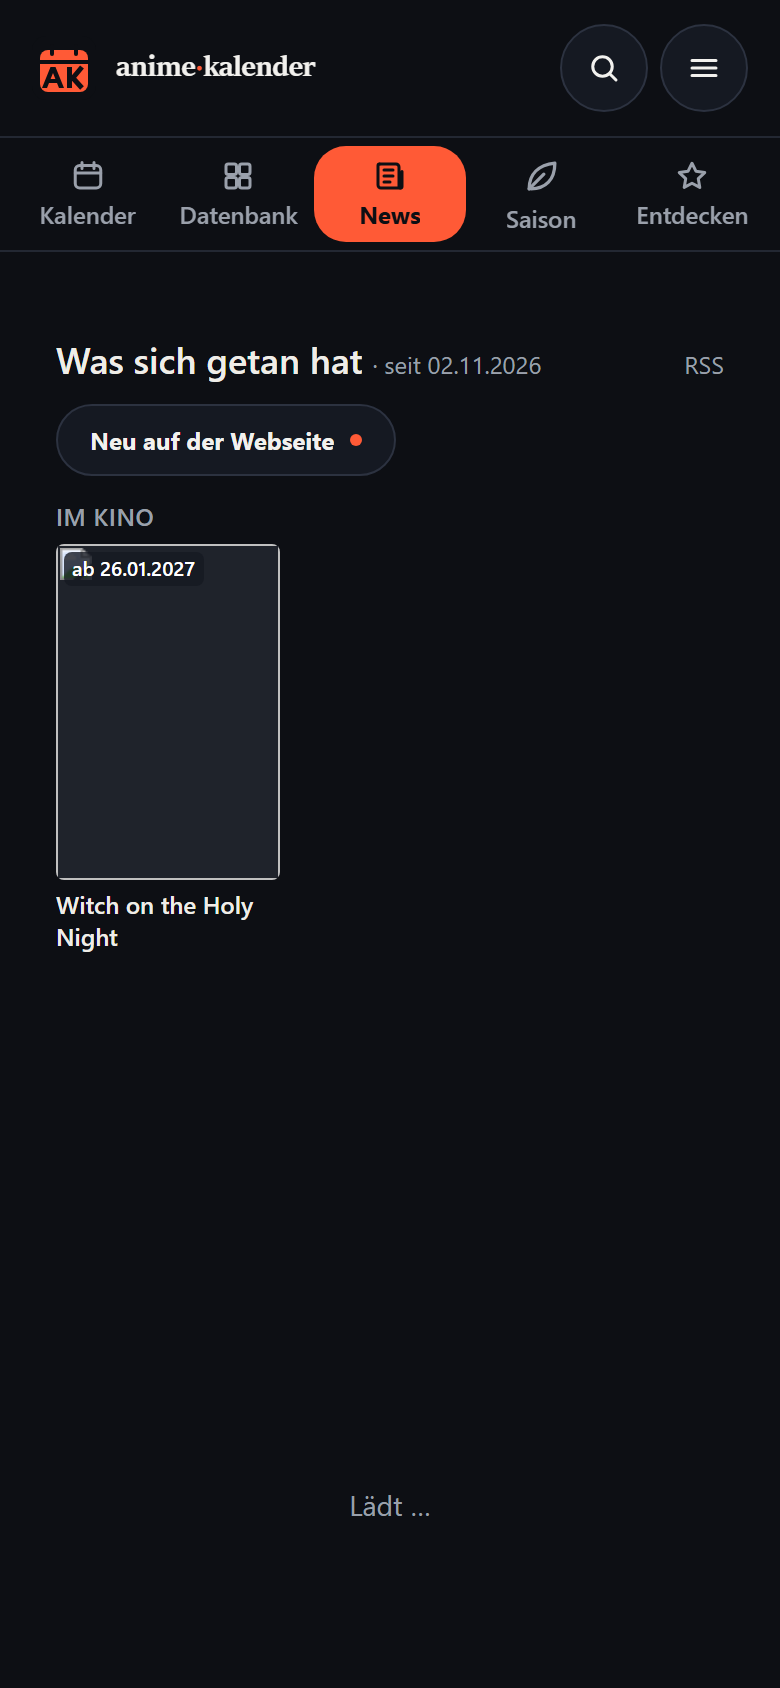 AK
anime·kalender
Kalender
Datenbank
News
Saison
Entdecken
Was sich getan hat · seit 02.11.2026
RSS
Neu auf der Webseite
IM KINO
ab 26.01.2027
Witch on the Holy
Night
Lädt ...